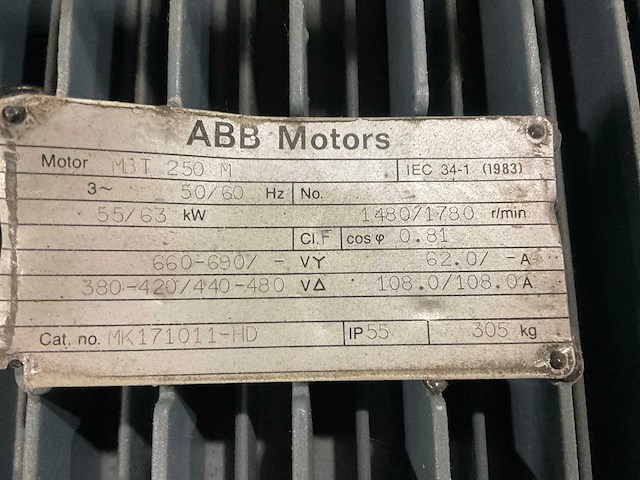 ABB Motors
Motor M3T 250 M IEC 34-1 (1983)
3~ 50/60 Hz No.
55/63 kW 1480/1780 r/min
Cl.F cos φ 0.81
660-690/ - VY 62.0/ -A
380-420/440-480 VΔ 108.0/108.0A
Cat. no. MK171011-HD IP55 305 kg